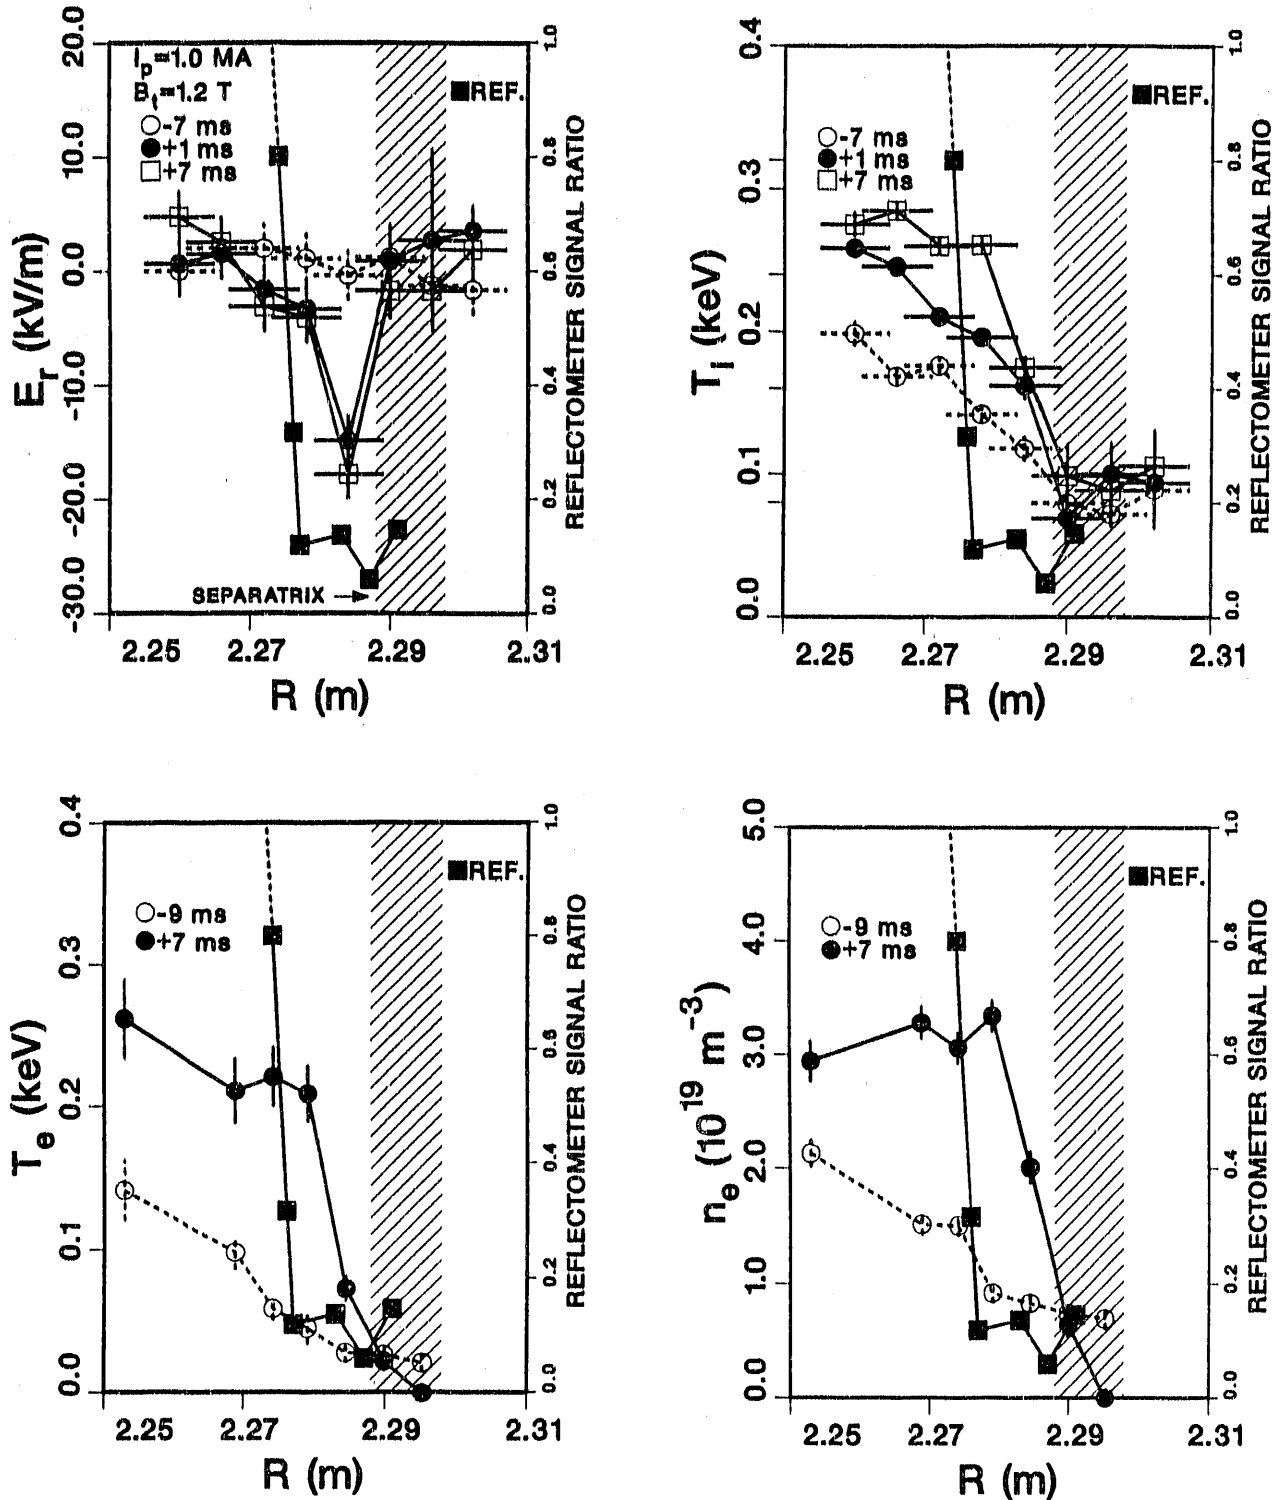 20.0
10.0
0.0
-10.0
-20.0
-30.0
E_r (kV/m)
I_p=1.0 MA
B_t=1.2 T
-7 ms
+1 ms
+7 ms
REF.
SEPARATRIX
1.0
0.8
0.6
0.4
0.2
0.0
REFLECTOMETER SIGNAL RATIO
2.25 2.27 2.29 2.31
R (m)
0.4
0.3
0.2
0.1
0.0
T_i (keV)
-7 ms
+1 ms
+7 ms
REF.
1.0
0.8
0.6
0.4
0.2
0.0
REFLECTOMETER SIGNAL RATIO
2.25 2.27 2.29 2.31
R (m)
0.4
0.3
0.2
0.1
0.0
T_e (keV)
-9 ms
+7 ms
REF.
1.0
0.8
0.6
0.4
0.2
0.0
REFLECTOMETER SIGNAL RATIO
2.25 2.27 2.29 2.31
R (m)
5.0
4.0
3.0
2.0
1.0
0.0
n_e (10^19 m^-3)
-9 ms
+7 ms
REF.
1.0
0.8
0.6
0.4
0.2
0.0
REFLECTOMETER SIGNAL RATIO
2.25 2.27 2.29 2.31
R (m)